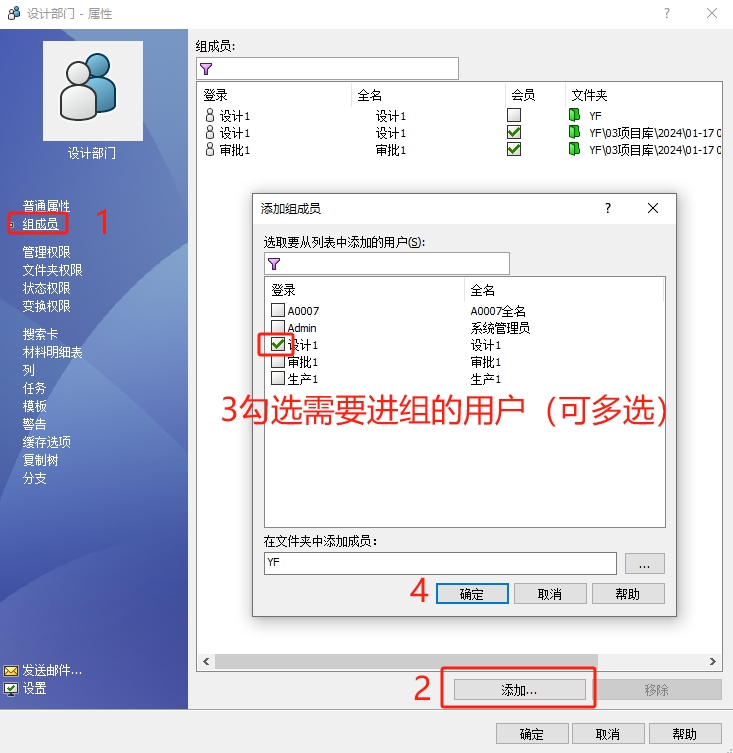 设计部门 - 属性
组成员:
登录 全名 会员 文件夹
设计1 设计1 YF
设计1 设计1 YF\03项目库\2024\01-17 0
审批1 审批1 YF\03项目库\2024\01-17 0
设计部门
普通属性
组成员 1
管理权限
文件夹权限
状态权限
变换权限
搜索卡
材料明细表
列
任务
模板
警告
缓存选项
复制树
分支
发送邮件...
设置
添加组成员
选取要从列表中添加的用户(S):
登录 全名
A0007 A0007全名
Admin 系统管理员
设计1 设计1
审批1 审批1
生产1 生产1
3勾选需要进组的用户（可多选）
在文件夹中添加成员:
YF ...
4 确定 取消 帮助
2 添加... 移除
确定 取消 帮助